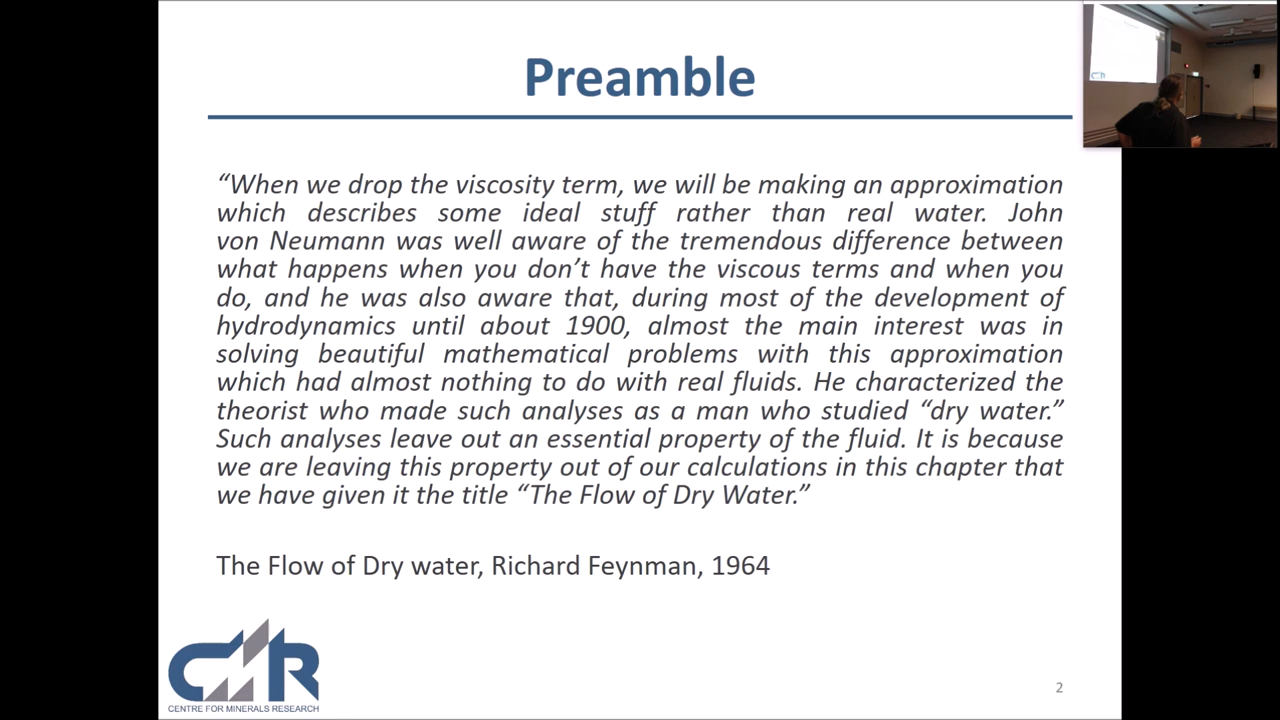 Preamble
“When we drop the viscosity term, we will be making an approximation
which describes some ideal stuff rather than real water. John
von Neumann was well aware of the tremendous difference between
what happens when you don’t have the viscous terms and when you
do, and he was also aware that, during most of the development of
hydrodynamics until about 1900, almost the main interest was in
solving beautiful mathematical problems with this approximation
which had almost nothing to do with real fluids. He characterized the
theorist who made such analyses as a man who studied “dry water.”
Such analyses leave out an essential property of the fluid. It is because
we are leaving this property out of our calculations in this chapter that
we have given it the title “The Flow of Dry Water.”
The Flow of Dry water, Richard Feynman, 1964
CMR
CENTRE FOR MINERALS RESEARCH
2